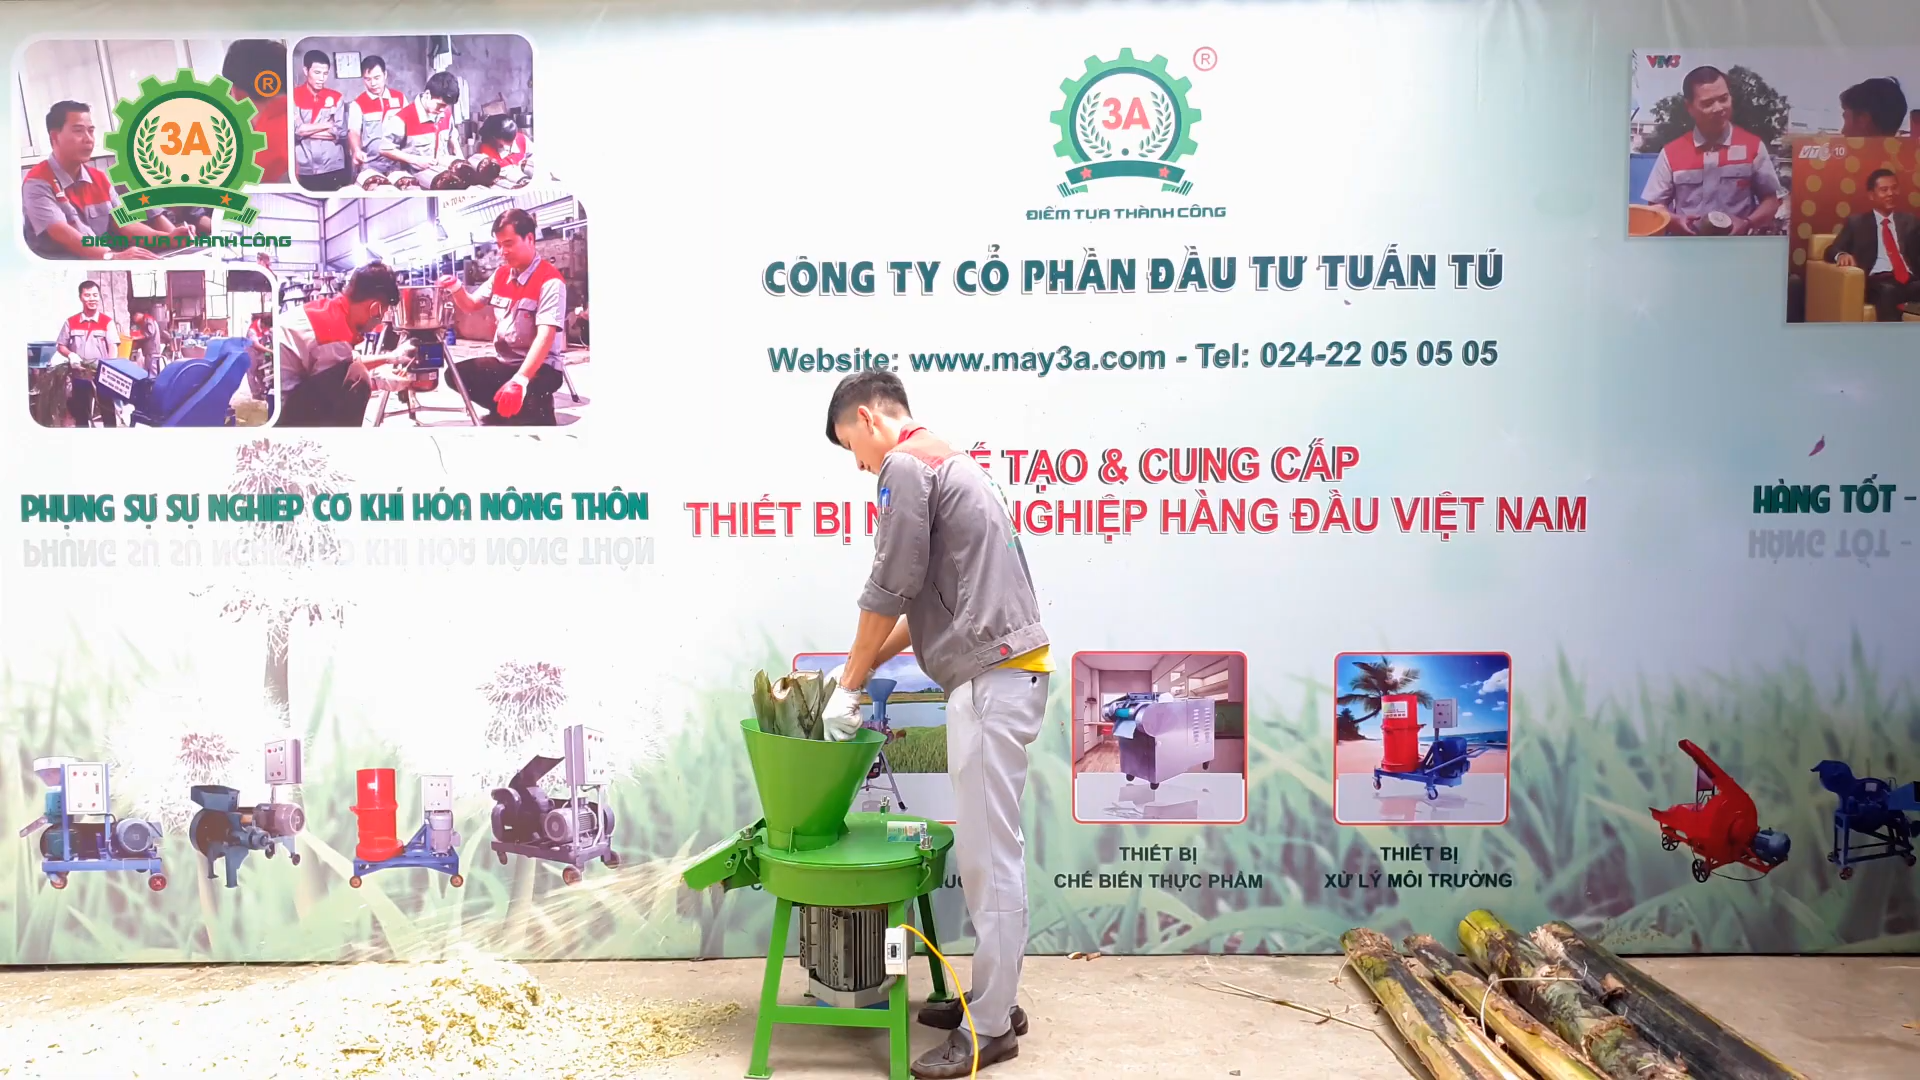 3A
®
ĐIỂM TỰA THÀNH CÔNG
3A
®
ĐIỂM TỰA THÀNH CÔNG
CÔNG TY CỔ PHẦN ĐẦU TƯ TUẤN TÚ
Website: www.may3a.com - Tel: 024-22 05 05 05
TẠO & CUNG CẤP
THIẾT BỊ NGHIỆP HÀNG ĐẦU VIỆT NAM
PHỤNG SỰ SỰ NGHIỆP CƠ KHÍ HÓA NÔNG THÔN
HÀNG TỐT -
VTV3
10
THIẾT BỊ
CHẾ BIẾN THỰC PHẨM
THIẾT BỊ
XỬ LÝ MÔI TRƯỜNG